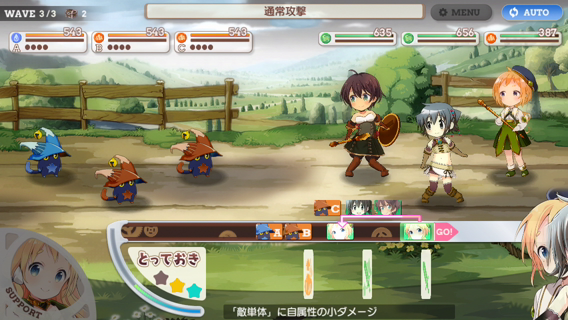 WAVE 3/3 2
通常攻撃
MENU
AUTO
543
A
543
B
543
C
635
656
387
C
A
B
GO!
とっておき
SUPPORT
「敵単体」に自属性の小ダメージ